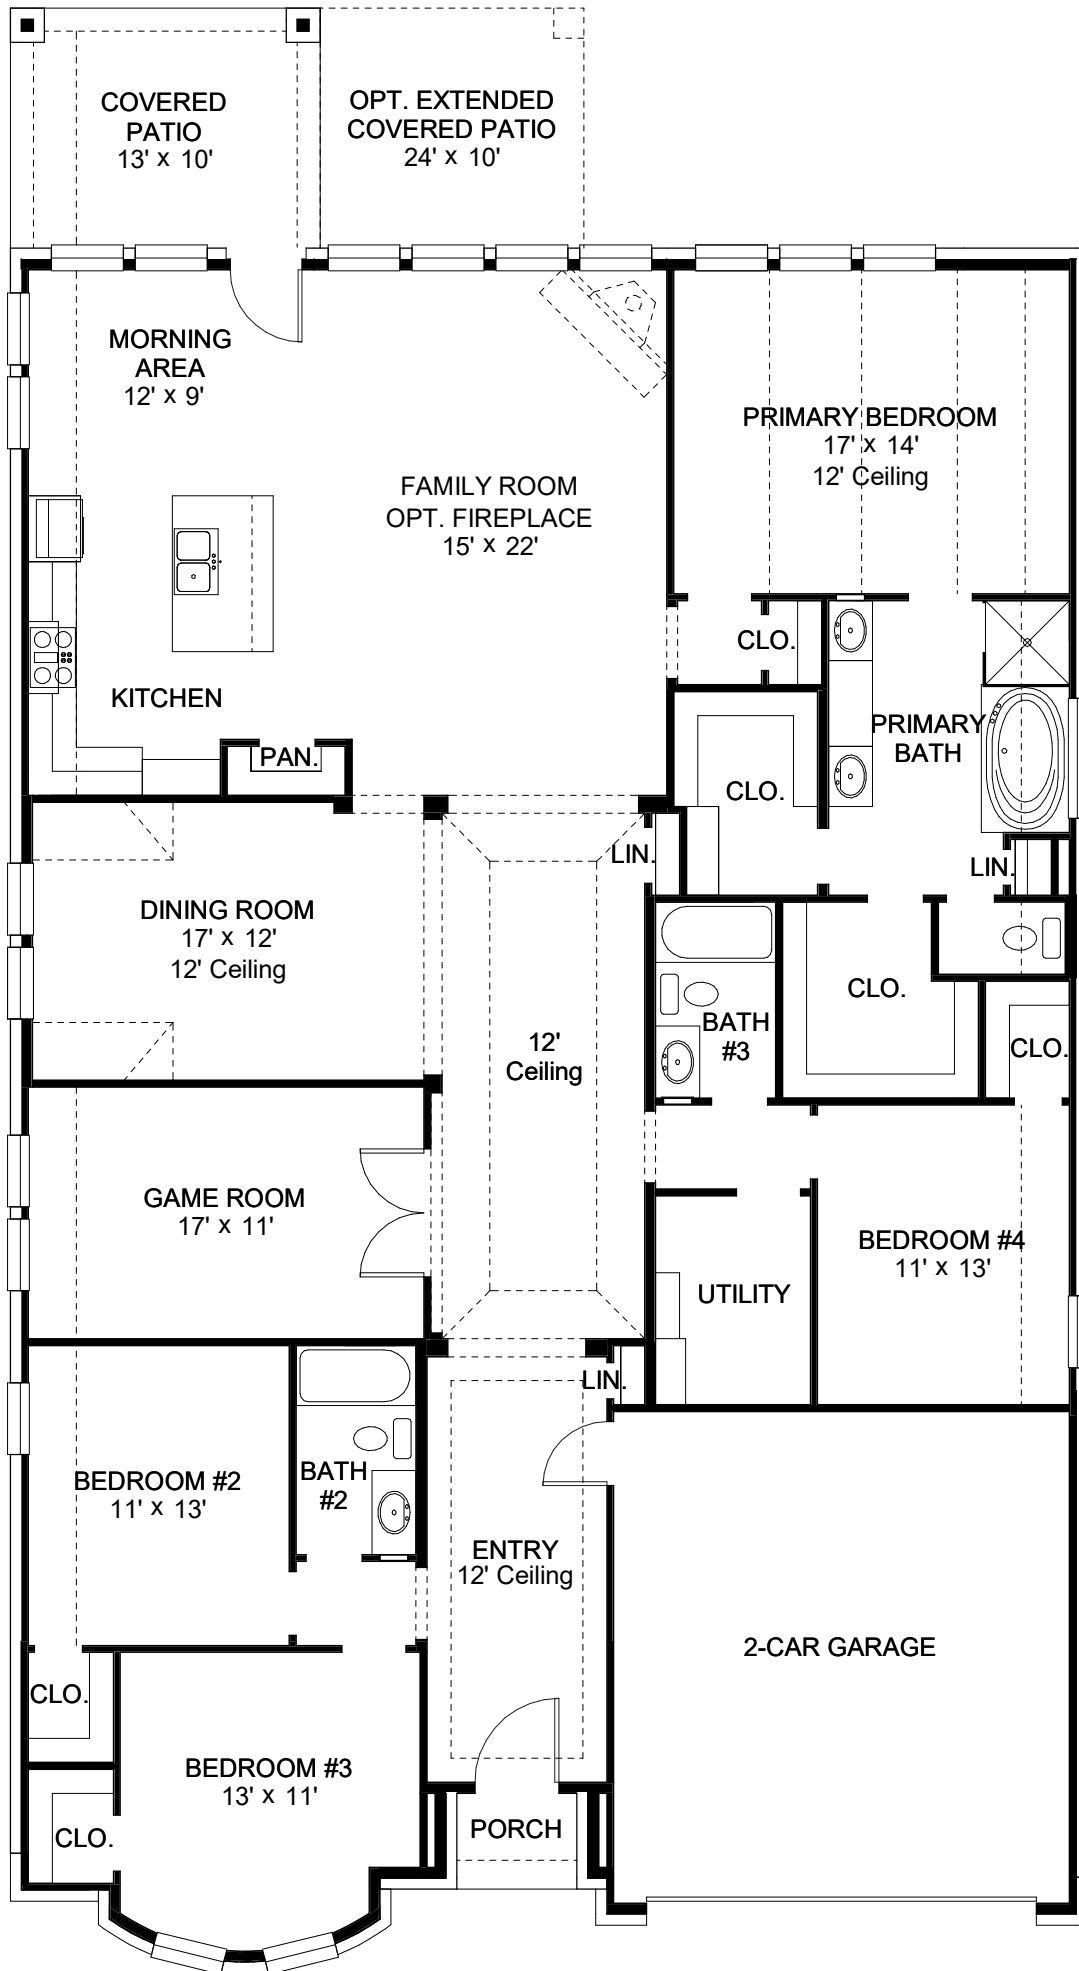 COVERED
PATIO
13' x 10'
OPT. EXTENDED
COVERED PATIO
24' x 10'
MORNING
AREA
12' x 9'
FAMILY ROOM
OPT. FIREPLACE
15' x 22'
PRIMARY BEDROOM
17' x 14'
12' Ceiling
CLO.
KITCHEN
PAN.
PRIMARY
BATH
CLO.
LIN.
LIN.
DINING ROOM
17' x 12'
12' Ceiling
CLO.
BATH
#3
12'
Ceiling
CLO.
GAME ROOM
17' x 11'
BEDROOM #4
11' x 13'
UTILITY
LIN.
BEDROOM #2
11' x 13'
BATH
#2
ENTRY
12' Ceiling
2-CAR GARAGE
CLO.
BEDROOM #3
13' x 11'
CLO.
PORCH